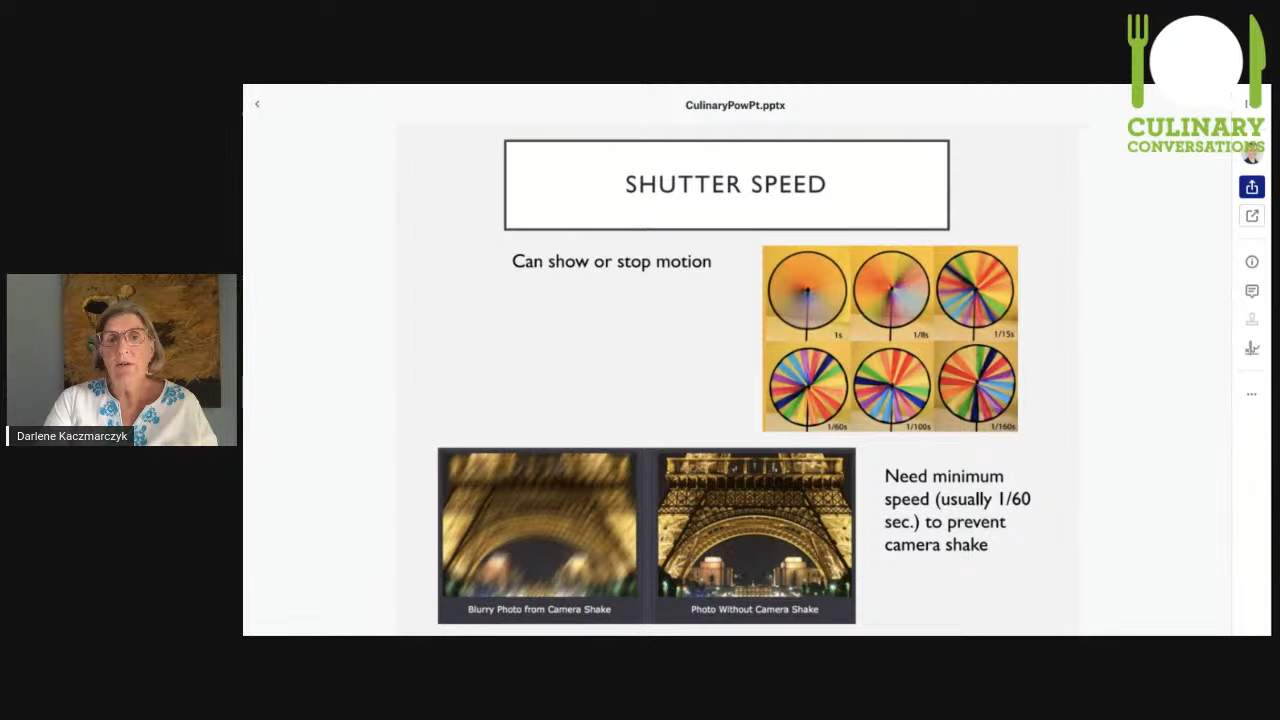 CULINARY
CONVERSATIONS
CulinaryPowPt.pptx
SHUTTER SPEED
Can show or stop motion
1s
1/8s
1/15s
1/60s
1/100s
1/160s
Darlene Kaczmarczyk
Need minimum
speed (usually 1/60
sec.) to prevent
camera shake
Blurry Photo from Camera Shake
Photo Without Camera Shake